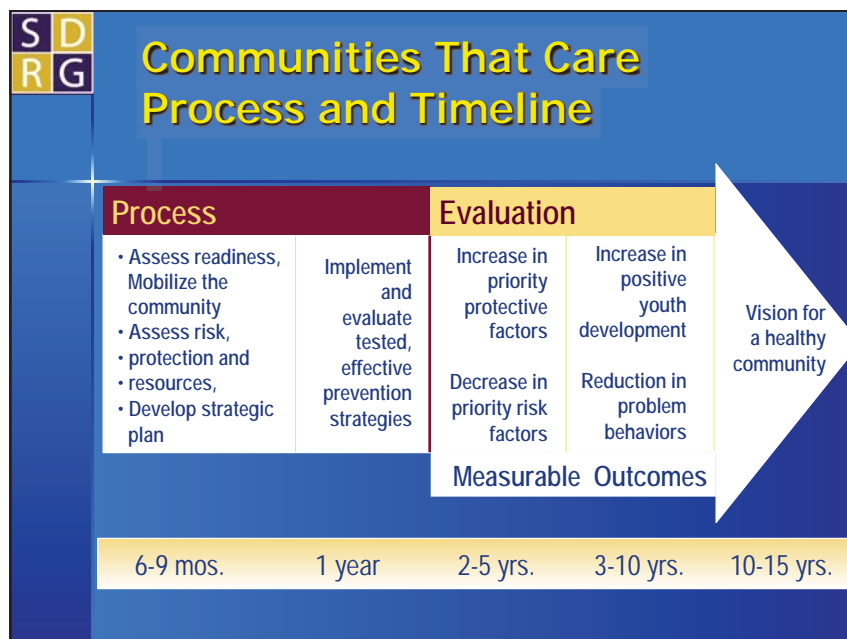 S D
R G
Communities That Care
Process and Timeline
Process
Evaluation
• Assess readiness,
Mobilize the
community
• Assess risk,
• protection and
• resources,
• Develop strategic
plan
Implement
and
evaluate
tested,
effective
prevention
strategies
Increase in
priority
protective
factors
Decrease in
priority risk
factors
Increase in
positive
youth
development
Reduction in
problem
behaviors
Vision for
a healthy
community
Measurable Outcomes
6-9 mos.
1 year
2-5 yrs.
3-10 yrs.
10-15 yrs.